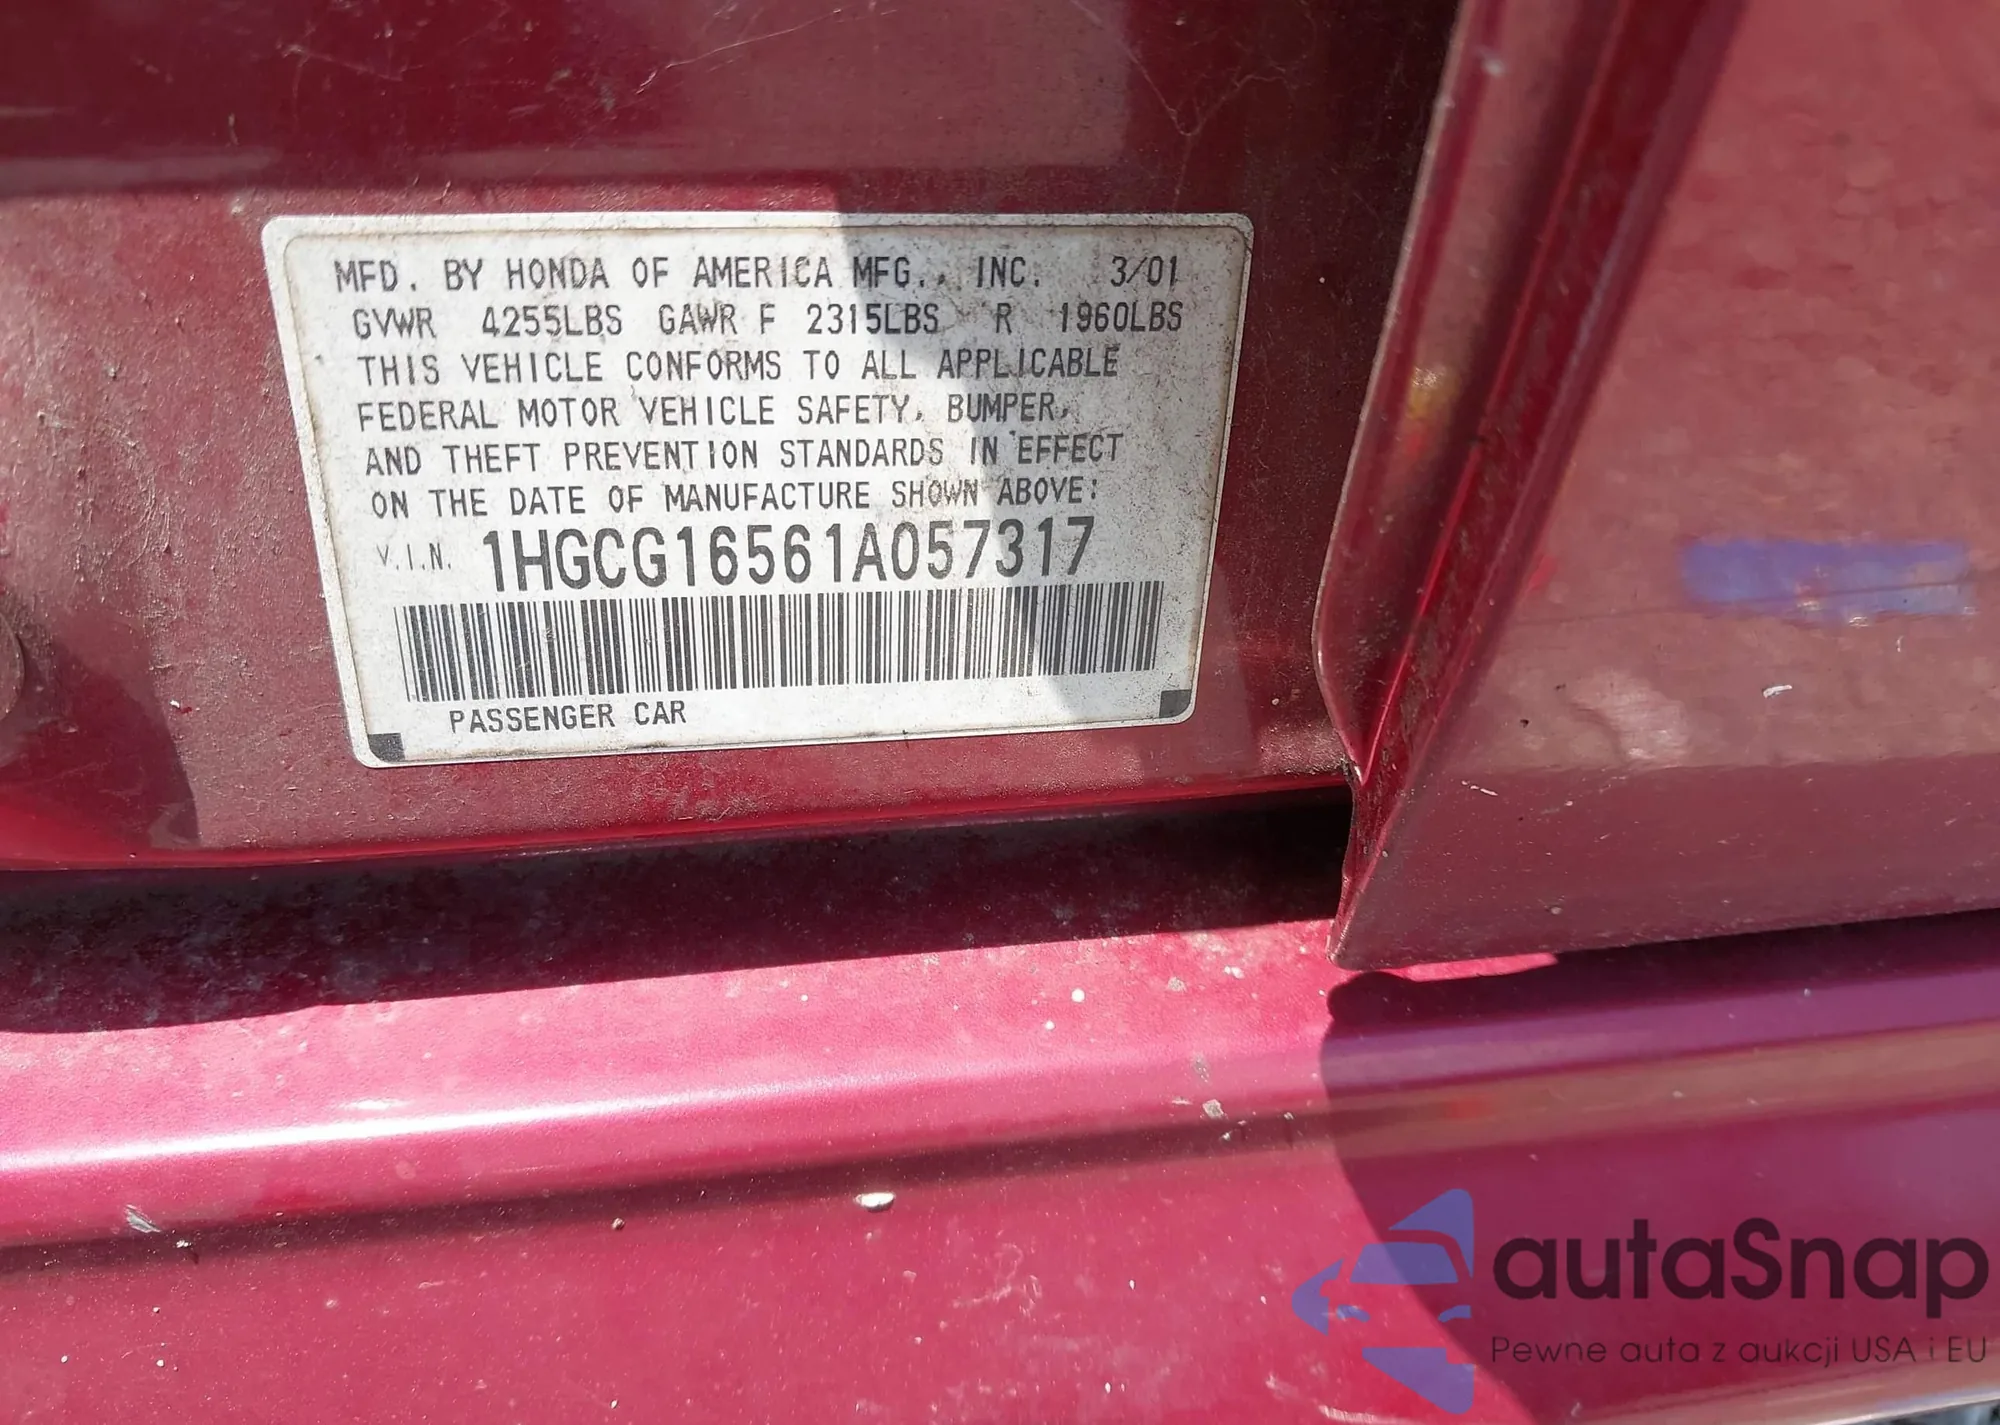 MFD. BY HONDA OF AMERICA MFG., INC. 3/01
GVWR 4255LBS GAWR F 2315LBS R 1960LBS
THIS VEHICLE CONFORMS TO ALL APPLICABLE
FEDERAL MOTOR VEHICLE SAFETY, BUMPER,
AND THEFT PREVENTION STANDARDS IN EFFECT
ON THE DATE OF MANUFACTURE SHOWN ABOVE:
V.I.N. 1HGCG16561A057317
PASSENGER CAR
autaSnap
Pewne auta z aukcji USA i EU